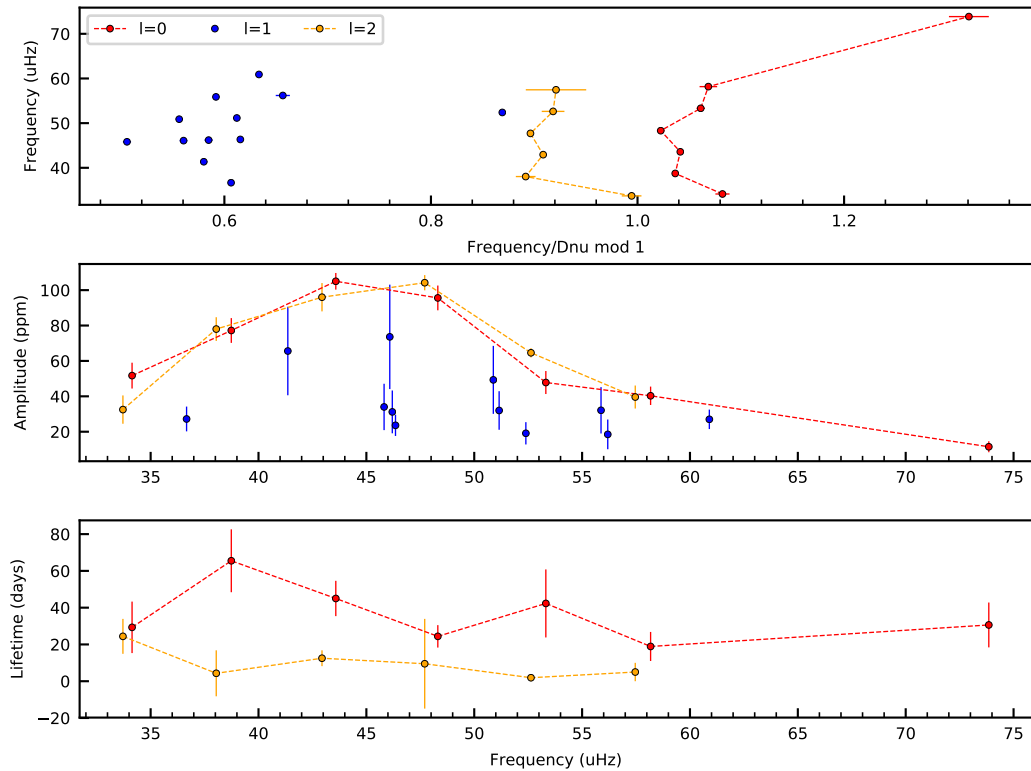 l=0 l=1 l=2
Frequency (uHz)
70
60
50
40
0.6 0.8 1.0 1.2
Frequency/Dnu mod 1
Amplitude (ppm)
100
80
60
40
20
35 40 45 50 55 60 65 70 75
Lifetime (days)
80
60
40
20
0
−20
35 40 45 50 55 60 65 70 75
Frequency (uHz)